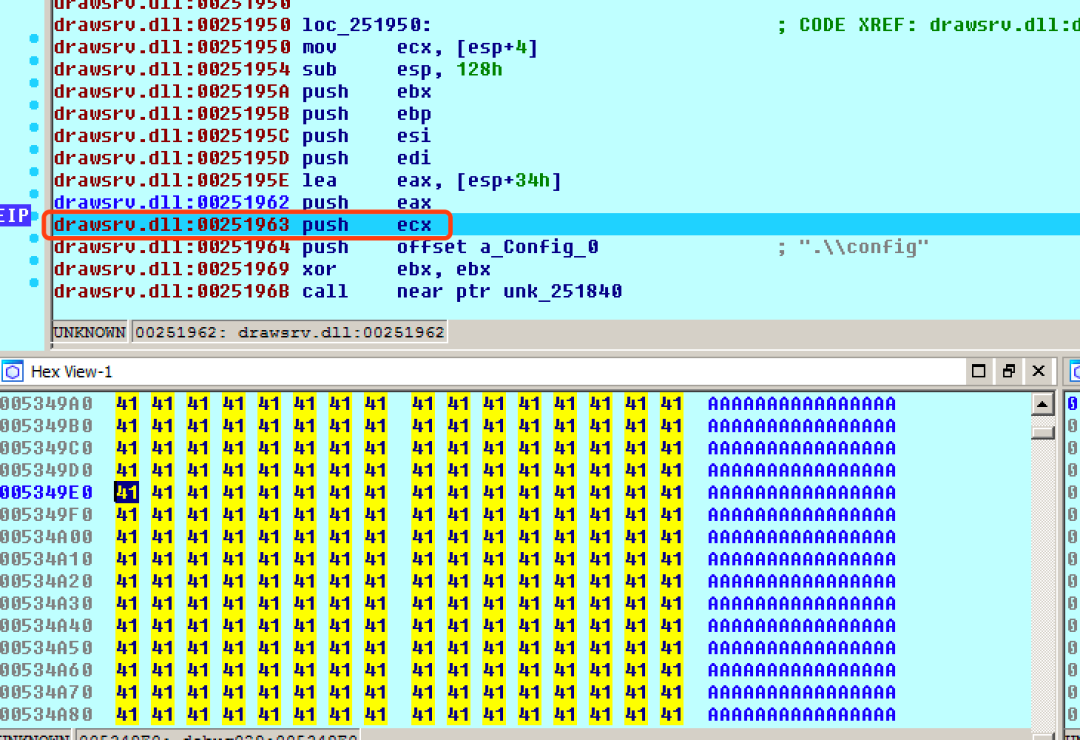 drawsrv.dll:00251950
drawsrv.dll:00251950 loc_251950: ; CODE XREF: drawsrv.dll:d
drawsrv.dll:00251950 mov ecx, [esp+4]
drawsrv.dll:00251954 sub esp, 128h
drawsrv.dll:0025195A push ebx
drawsrv.dll:0025195B push ebp
drawsrv.dll:0025195C push esi
drawsrv.dll:0025195D push edi
drawsrv.dll:0025195E lea eax, [esp+34h]
drawsrv.dll:00251962 push eax
EIP drawsrv.dll:00251963 push ecx
drawsrv.dll:00251964 push offset a_Config_0 ; ".\\config"
drawsrv.dll:00251969 xor ebx, ebx
drawsrv.dll:0025196B call near ptr unk_251840
UNKNOWN 00251962: drawsrv.dll:00251962
Hex View-1
005349A0 41 41 41 41 41 41 41 41 41 41 41 41 41 41 41 41 AAAAAAAAAAAAAAAA
005349B0 41 41 41 41 41 41 41 41 41 41 41 41 41 41 41 41 AAAAAAAAAAAAAAAA
005349C0 41 41 41 41 41 41 41 41 41 41 41 41 41 41 41 41 AAAAAAAAAAAAAAAA
005349D0 41 41 41 41 41 41 41 41 41 41 41 41 41 41 41 41 AAAAAAAAAAAAAAAA
005349E0 41 41 41 41 41 41 41 41 41 41 41 41 41 41 41 41 AAAAAAAAAAAAAAAA
005349F0 41 41 41 41 41 41 41 41 41 41 41 41 41 41 41 41 AAAAAAAAAAAAAAAA
00534A00 41 41 41 41 41 41 41 41 41 41 41 41 41 41 41 41 AAAAAAAAAAAAAAAA
00534A10 41 41 41 41 41 41 41 41 41 41 41 41 41 41 41 41 AAAAAAAAAAAAAAAA
00534A20 41 41 41 41 41 41 41 41 41 41 41 41 41 41 41 41 AAAAAAAAAAAAAAAA
00534A30 41 41 41 41 41 41 41 41 41 41 41 41 41 41 41 41 AAAAAAAAAAAAAAAA
00534A40 41 41 41 41 41 41 41 41 41 41 41 41 41 41 41 41 AAAAAAAAAAAAAAAA
00534A50 41 41 41 41 41 41 41 41 41 41 41 41 41 41 41 41 AAAAAAAAAAAAAAAA
00534A60 41 41 41 41 41 41 41 41 41 41 41 41 41 41 41 41 AAAAAAAAAAAAAAAA
00534A70 41 41 41 41 41 41 41 41 41 41 41 41 41 41 41 41 AAAAAAAAAAAAAAAA
00534A80 41 41 41 41 41 41 41 41 41 41 41 41 41 41 41 41 AAAAAAAAAAAAAAAA